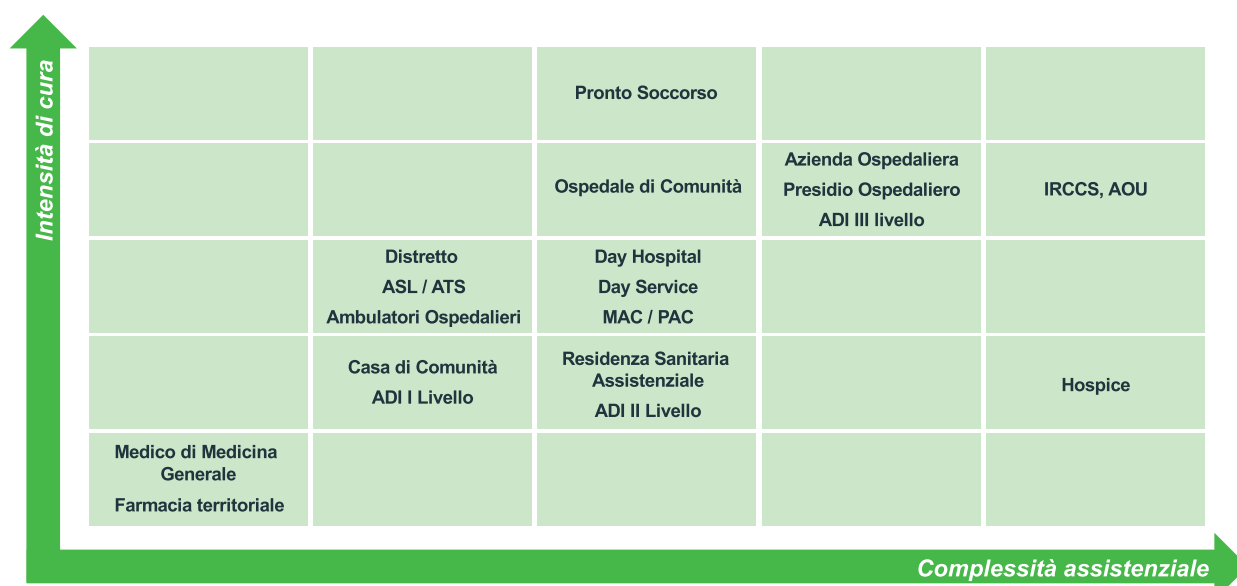 Intensità di cura
Pronto Soccorso
Ospedale di Comunità
Azienda Ospedaliera
Presidio Ospedaliero
ADI III livello
IRCCS, AOU
Distretto
ASL / ATS
Ambulatori Ospedalieri
Day Hospital
Day Service
MAC / PAC
Casa di Comunità
ADI I Livello
Residenza Sanitaria
Assistenziale
ADI II Livello
Hospice
Medico di Medicina
Generale
Farmacia territoriale
Complessità assistenziale